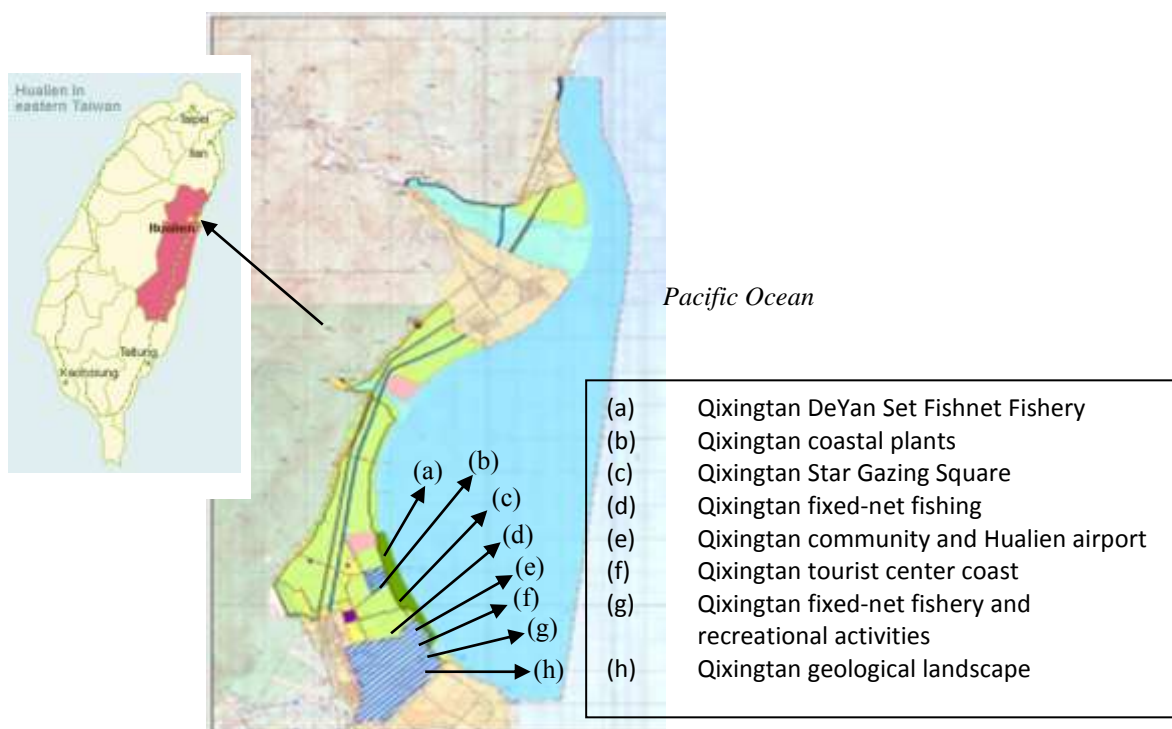 Hualien in
eastern Taiwan
Taipei
Ilan
Hualien
Taitung
Kaohsiung
Pacific Ocean
(a)
(b)
(c)
(d)
(e)
(f)
(g)
(h)
(a) Qixingtan DeYan Set Fishnet Fishery
(b) Qixingtan coastal plants
(c) Qixingtan Star Gazing Square
(d) Qixingtan fixed-net fishing
(e) Qixingtan community and Hualien airport
(f) Qixingtan tourist center coast
(g) Qixingtan fixed-net fishery and
recreational activities
(h) Qixingtan geological landscape